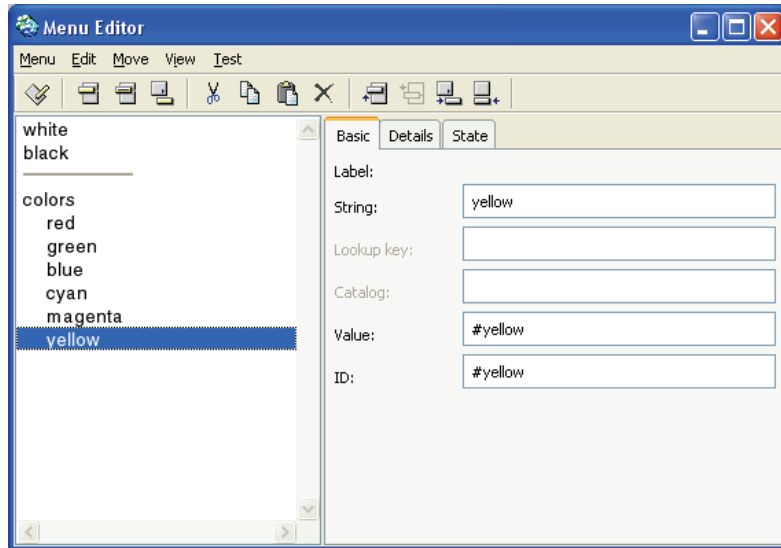 Menu Editor
Menu Edit Move View Test
white
black
colors
red
green
blue
cyan
magenta
yellow
Basic Details State
Label:
String: yellow
Lookup key:
Catalog:
Value: #yellow
ID: #yellow